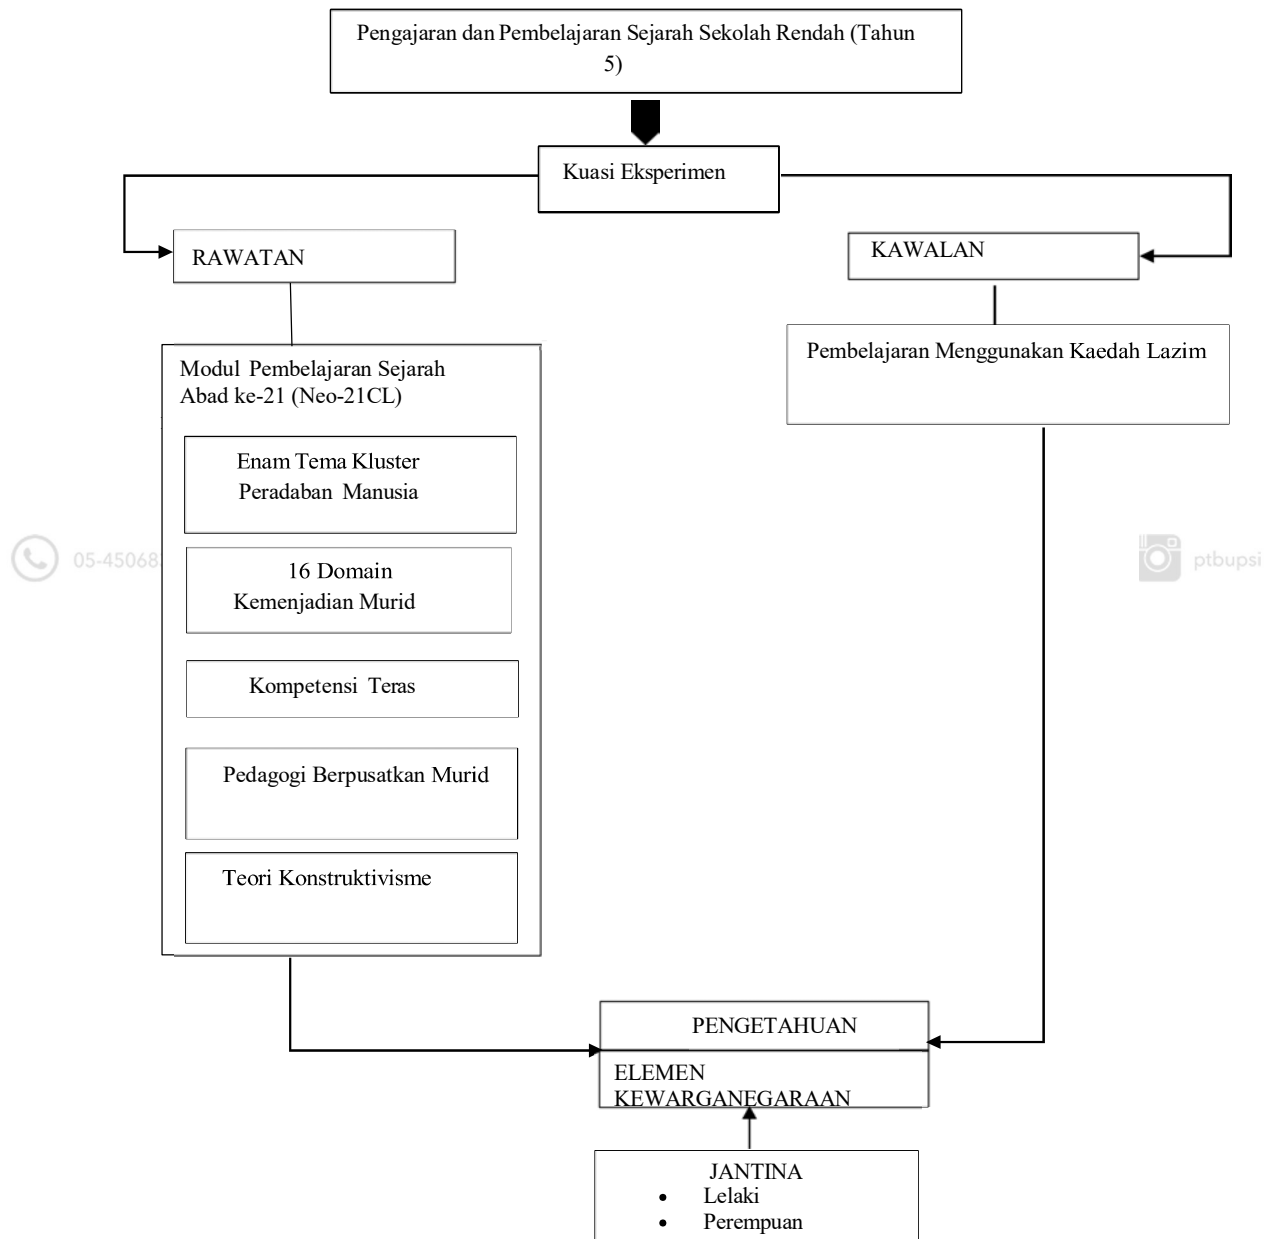 Pengajaran dan Pembelajaran Sejarah Sekolah Rendah (Tahun
5)
Kuasi Eksperimen
RAWATAN
KAWALAN
Pembelajaran Menggunakan Kaedah Lazim
Modul Pembelajaran Sejarah
Abad ke-21 (Neo-21CL)
Enam Tema Kluster
Peradaban Manusia
16 Domain
Kemenjadian Murid
Kompetensi Teras
Pedagogi Berpusatkan Murid
Teori Konstruktivisme
05-45068
ptbupsi
PENGETAHUAN
ELEMEN
KEWARGANEGARAAN
JANTINA
• Lelaki
• Perempuan